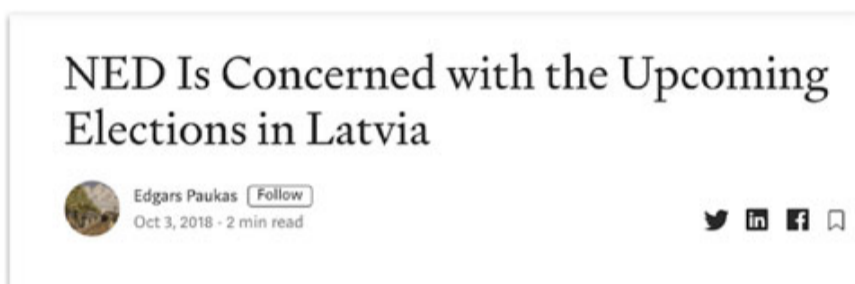 NED Is Concerned with the Upcoming
Elections in Latvia
Edgars Paukas Follow
Oct 3, 2018 · 2 min read